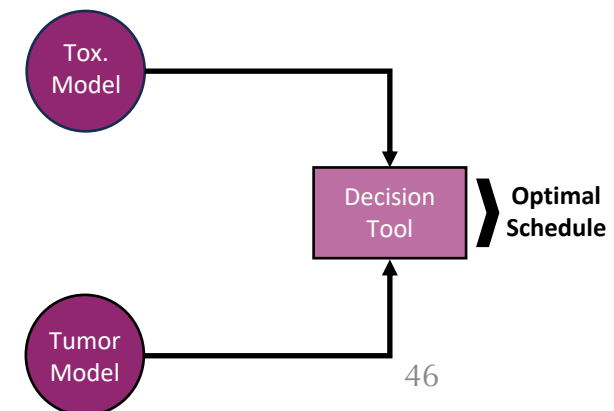 Tox.
Model
Decision
Tool
Optimal
Schedule
Tumor
Model
46